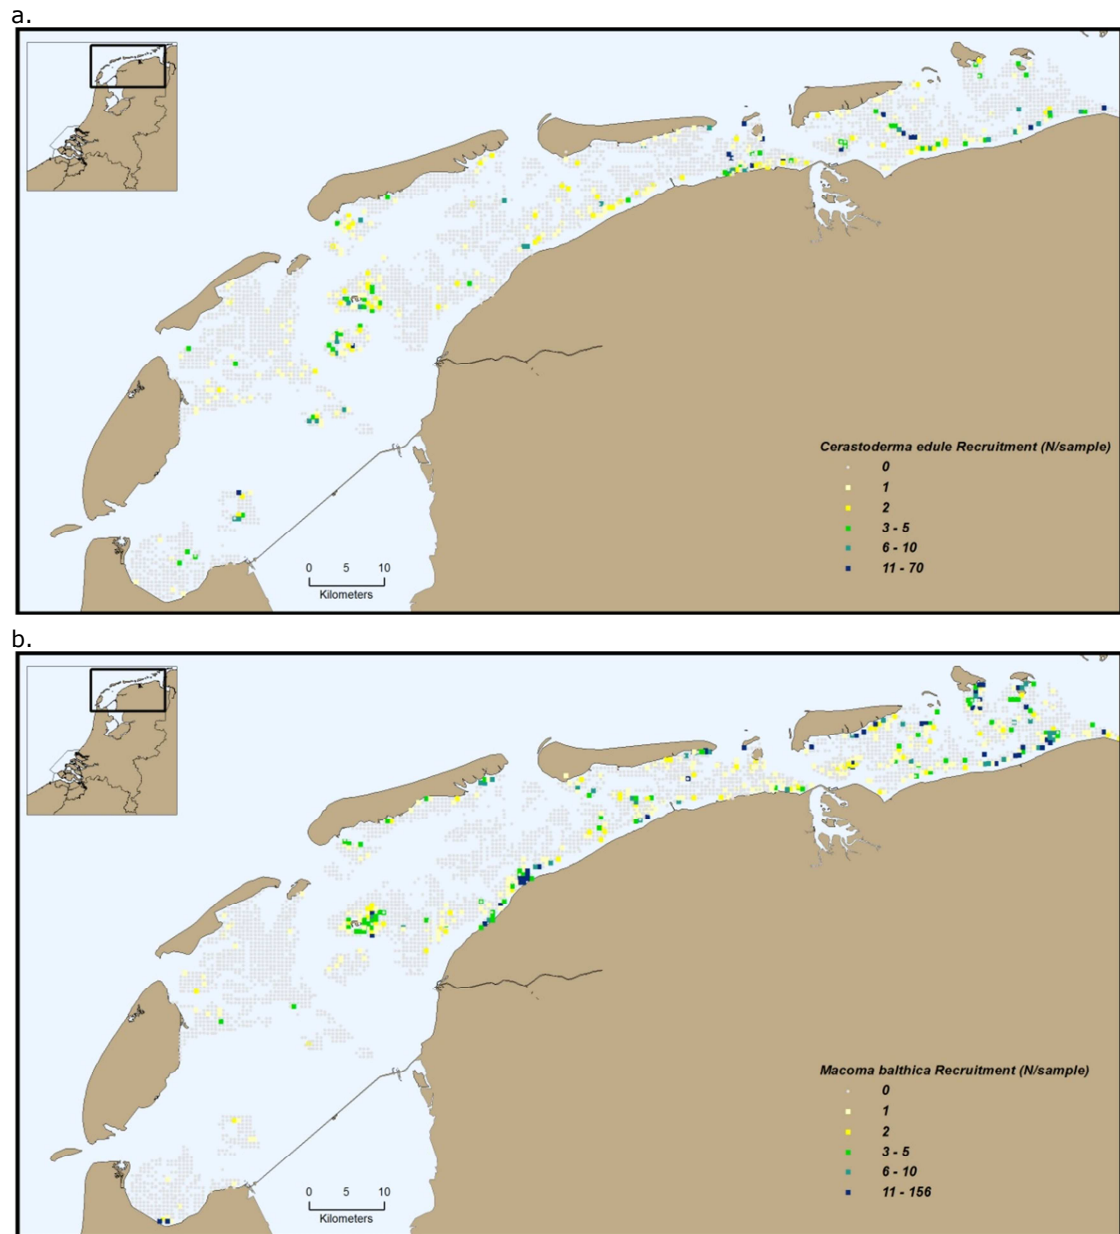 a.
Cerastoderma edule Recruitment (N/sample)
0
1
2
3 - 5
6 - 10
11 - 70
0 5 10
Kilometers
b.
Macoma balthica Recruitment (N/sample)
0
1
2
3 - 5
6 - 10
11 - 156
0 5 10
Kilometers